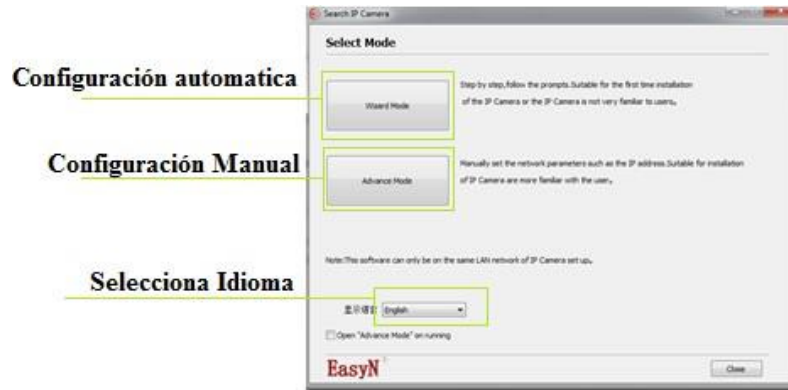 Search IP Camera
Select Mode
Configuración automatica
Wizard Mode
Step by step,follow the prompts.Suitable for the first time installation
of the IP Camera or the IP Camera is not very familiar to users。
Configuración Manual
Advance Mode
Manually set the network parameters such as the IP address.Suitable for installation
of IP Camera are more familiar with the user。
Note:This software can only be on the same LAN network of IP Camera set up。
Selecciona Idioma
显示语言 English
Open "Advance Mode" on running
EasyN
Close